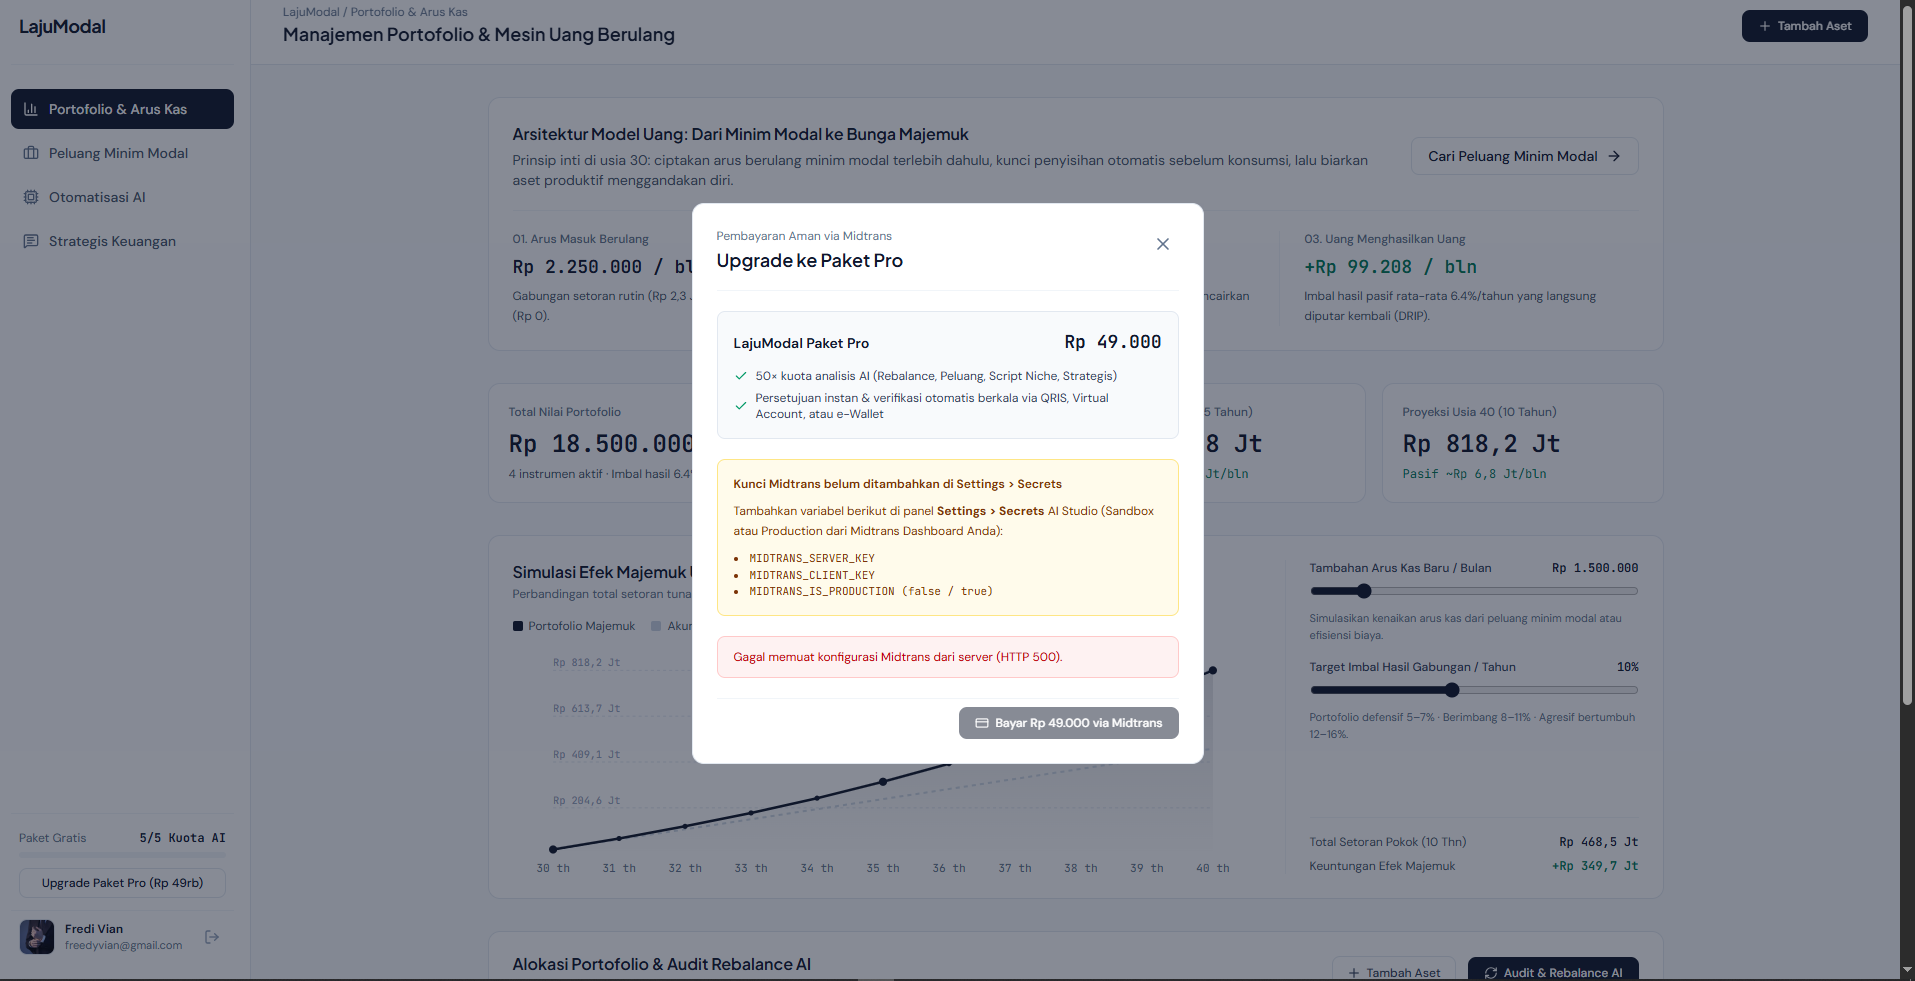 LajuModal
Portofolio & Arus Kas
Peluang Minim Modal
Otomatisasi AI
Strategis Keuangan
Paket Gratis
5/5 Kuota AI
Upgrade Paket Pro (Rp 49rb)
Fredi Vian
freedyvian@gmail.com
LajuModal / Portofolio & Arus Kas
Manajemen Portofolio & Mesin Uang Berulang
+ Tambah Aset
Arsitektur Model Uang: Dari Minim Modal ke Bunga Majemuk
Prinsip inti di usia 30: ciptakan arus berulang minim modal terlebih dahulu, kunci penyisihan otomatis sebelum konsumsi, lalu biarkan
aset produktif menggandakan diri.
Cari Peluang Minim Modal →
01. Arus Masuk Berulang
Rp 2.250.000 / bl
Gabungan setoran rutin (Rp 2,3
(Rp 0).
ncairkan
03. Uang Menghasilkan Uang
+Rp 99.208 / bln
Imbal hasil pasif rata-rata 6.4%/tahun yang langsung
diputar kembali (DRIP).
Total Nilai Portofolio
Rp 18.500.000
4 instrumen aktif · Imbal hasil 6.4
5 Tahun)
8 Jt
Jt/bln
Proyeksi Usia 40 (10 Tahun)
Rp 818,2 Jt
Pasif ~Rp 6,8 Jt/bln
Simulasi Efek Majemuk
Perbandingan total setoran tuna
Portofolio Majemuk
Akur
Rp 818,2 Jt
Rp 613,7 Jt
Rp 409,1 Jt
Rp 204,6 Jt
30 th 31 th 32 th 33 th 34 th 35 th 36 th 37 th 38 th 39 th 40 th
Tambahan Arus Kas Baru / Bulan
Rp 1.500.000
Simulasikan kenaikan arus kas dari peluang minim modal atau
efisiensi biaya.
Target Imbal Hasil Gabungan / Tahun
10%
Portofolio defensif 5–7% · Berimbang 8–11% · Agresif bertumbuh
12–16%.
Total Setoran Pokok (10 Thn)
Rp 468,5 Jt
Keuntungan Efek Majemuk
+Rp 349,7 Jt
Alokasi Portofolio & Audit Rebalance AI
+ Tambah Aset
Audit & Rebalance AI
Pembayaran Aman via Midtrans
Upgrade ke Paket Pro
LajuModal Paket Pro
Rp 49.000
50× kuota analisis AI (Rebalance, Peluang, Script Niche, Strategis)
Persetujuan instan & verifikasi otomatis berkala via QRIS, Virtual
Account, atau e-Wallet
Kunci Midtrans belum ditambahkan di Settings > Secrets
Tambahkan variabel berikut di panel Settings > Secrets AI Studio (Sandbox
atau Production dari Midtrans Dashboard Anda):
• MIDTRANS_SERVER_KEY
• MIDTRANS_CLIENT_KEY
• MIDTRANS_IS_PRODUCTION (false / true)
Gagal memuat konfigurasi Midtrans dari server (HTTP 500).
Bayar Rp 49.000 via Midtrans